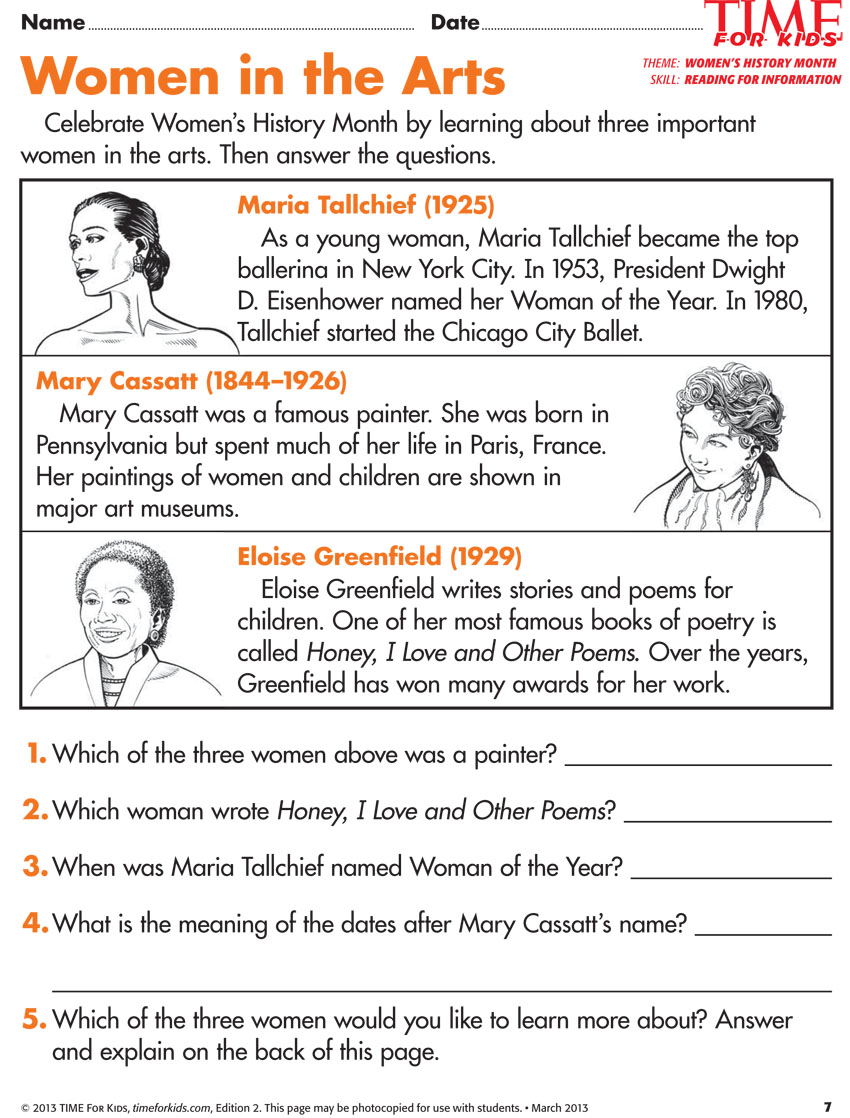 Name Date
TIME
FOR KIDS
THEME: WOMEN'S HISTORY MONTH
SKILL: READING FOR INFORMATION
Women in the Arts
Celebrate Women's History Month by learning about three important
women in the arts. Then answer the questions.
Maria Tallchief (1925)
As a young woman, Maria Tallchief became the top
ballerina in New York City. In 1953, President Dwight
D. Eisenhower named her Woman of the Year. In 1980,
Tallchief started the Chicago City Ballet.
Mary Cassatt (1844–1926)
Mary Cassatt was a famous painter. She was born in
Pennsylvania but spent much of her life in Paris, France.
Her paintings of women and children are shown in
major art museums.
Eloise Greenfield (1929)
Eloise Greenfield writes stories and poems for
children. One of her most famous books of poetry is
called Honey, I Love and Other Poems. Over the years,
Greenfield has won many awards for her work.
1. Which of the three women above was a painter?
2. Which woman wrote Honey, I Love and Other Poems?
3. When was Maria Tallchief named Woman of the Year?
4. What is the meaning of the dates after Mary Cassatt's name?
5. Which of the three women would you like to learn more about? Answer
and explain on the back of this page.
© 2013 TIME FOR KIDS, timeforkids.com, Edition 2. This page may be photocopied for use with students. • March 2013 7